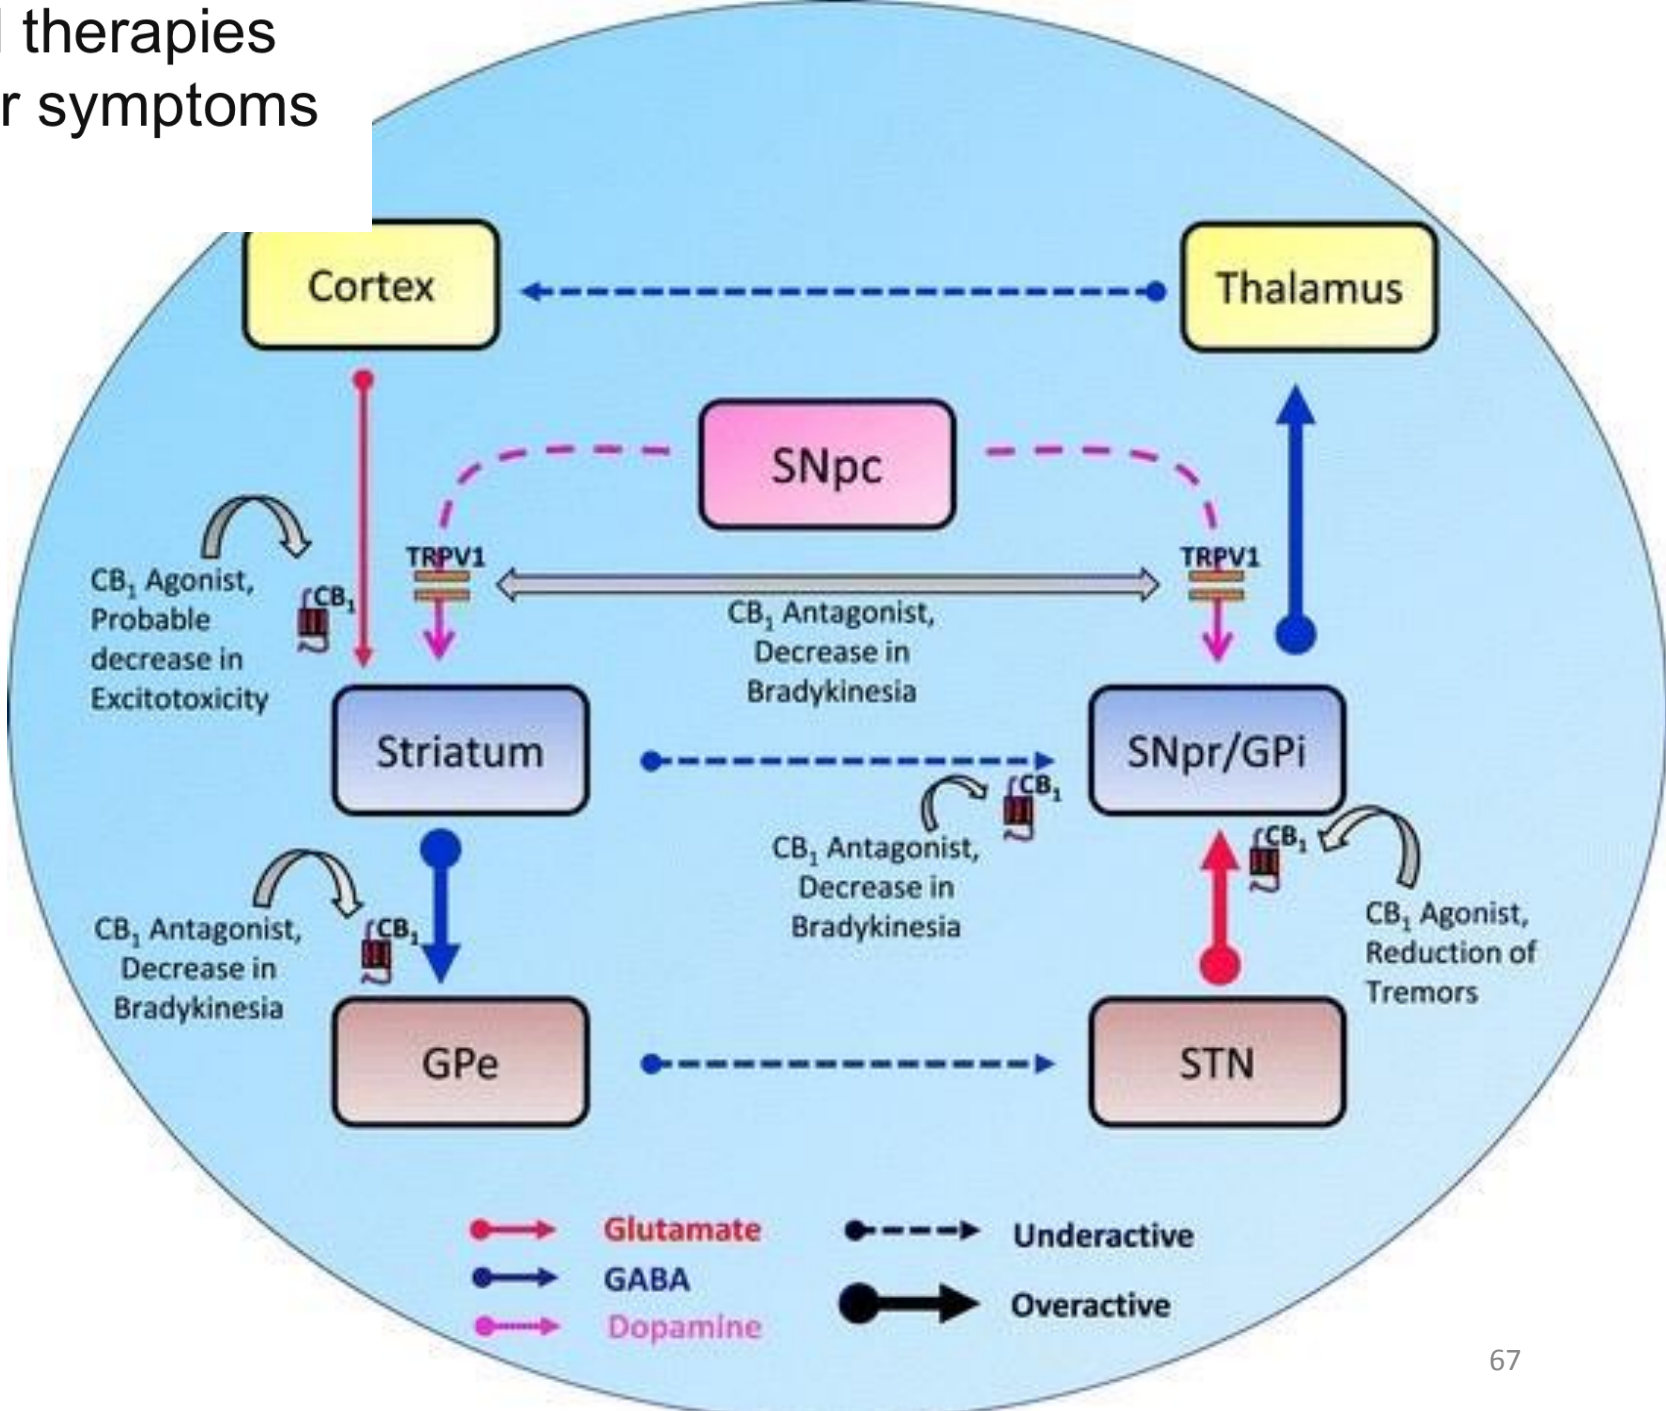 l therapies
r symptoms
Cortex
Thalamus
SNpc
TRPV1
TRPV1
CB1 Agonist,
Probable
decrease in
Excitotoxicity
CB1
CB1 Antagonist,
Decrease in
Bradykinesia
Striatum
SNpr/GPi
CB1
CB1 Antagonist,
Decrease in
Bradykinesia
CB1
CB1 Agonist,
Reduction of
Tremors
CB1 Antagonist,
Decrease in
Bradykinesia
CB1
GPe
STN
Glutamate
GABA
Dopamine
Underactive
Overactive
67